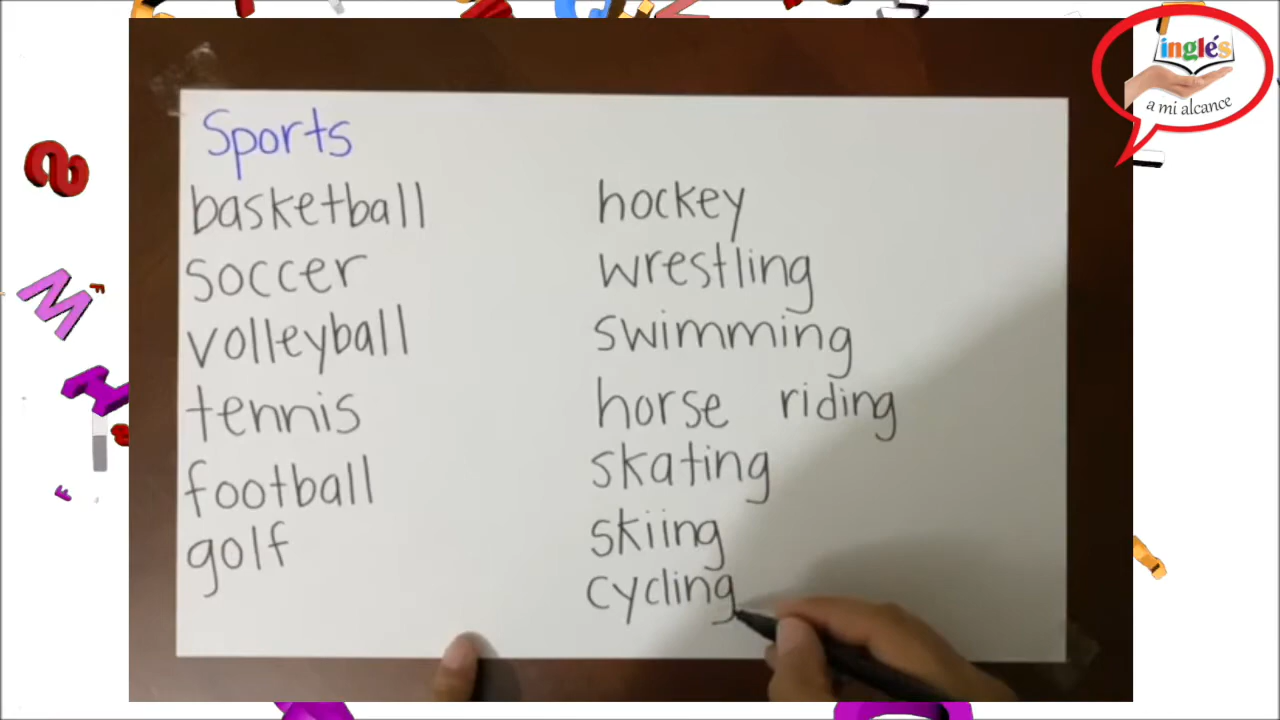 Sports
basketball
soccer
volleyball
tennis
football
golf
hockey
wrestling
swimming
horse riding
skating
skiing
cycling
inglés
a mi alcance